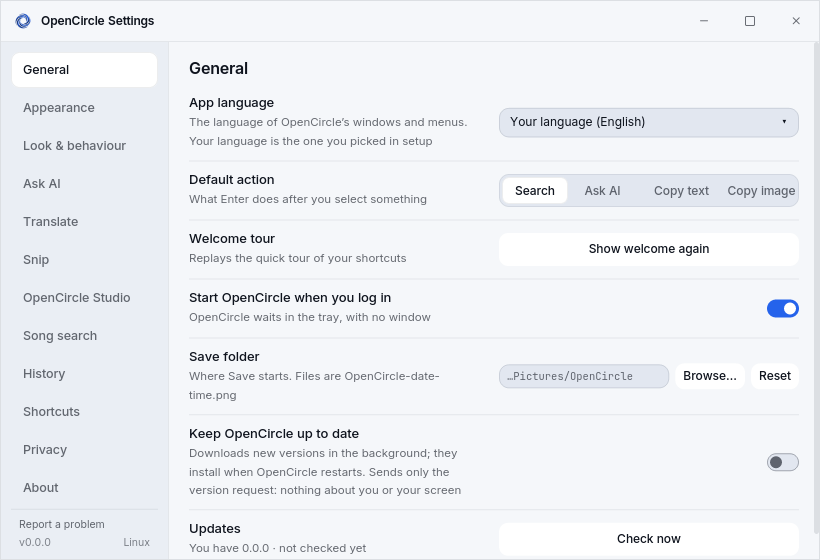 OpenCircle Settings
General
Appearance
Look & behaviour
Ask AI
Translate
Snip
OpenCircle Studio
Song search
History
Shortcuts
Privacy
About
Report a problem
v0.0.0 Linux
General
App language
The language of OpenCircle's windows and menus.
Your language is the one you picked in setup
Your language (English)
Default action
What Enter does after you select something
Search Ask AI Copy text Copy image
Welcome tour
Replays the quick tour of your shortcuts
Show welcome again
Start OpenCircle when you log in
OpenCircle waits in the tray, with no window
Save folder
Where Save starts. Files are OpenCircle-date-
time.png
…Pictures/OpenCircle Browse... Reset
Keep OpenCircle up to date
Downloads new versions in the background; they
install when OpenCircle restarts. Sends only the
version request: nothing about you or your screen
Updates
You have 0.0.0 · not checked yet
Check now